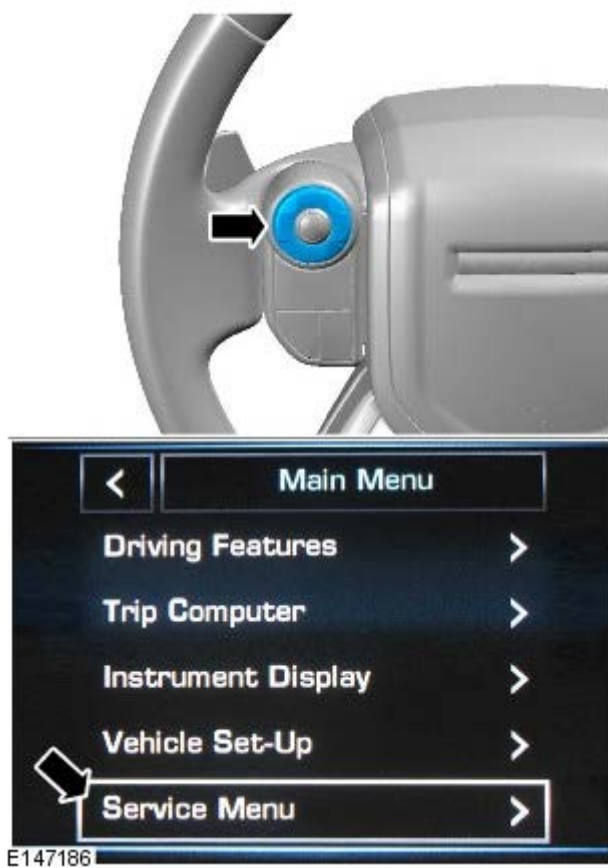 Main Menu
Driving Features
Trip Computer
Instrument Display
Vehicle Set-Up
Service Menu
E147186